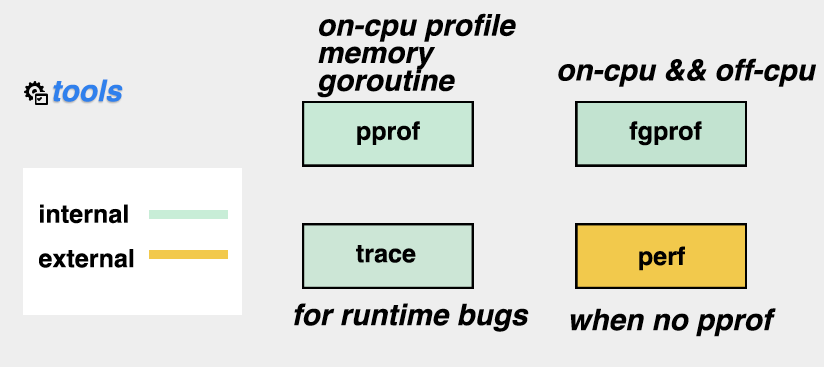 tools
internal
external
on-cpu profile
memory
goroutine
pprof
on-cpu && off-cpu
fgprof
trace
for runtime bugs
perf
when no pprof